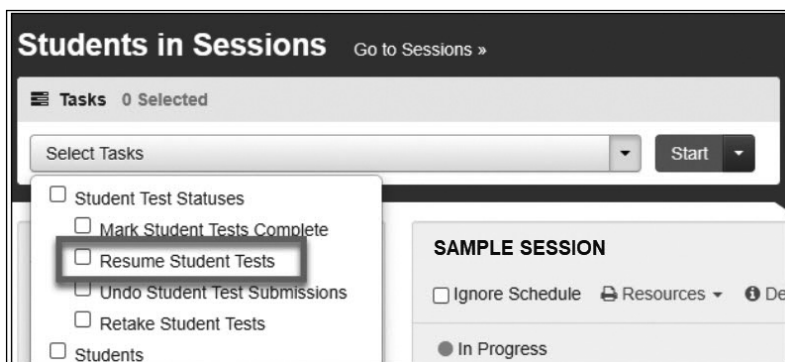 Students in Sessions Go to Sessions »
Tasks 0 Selected
Select Tasks
Start
Student Test Statuses
Mark Student Tests Complete
Resume Student Tests
Undo Student Test Submissions
Retake Student Tests
Students
SAMPLE SESSION
Ignore Schedule Resources De
In Progress